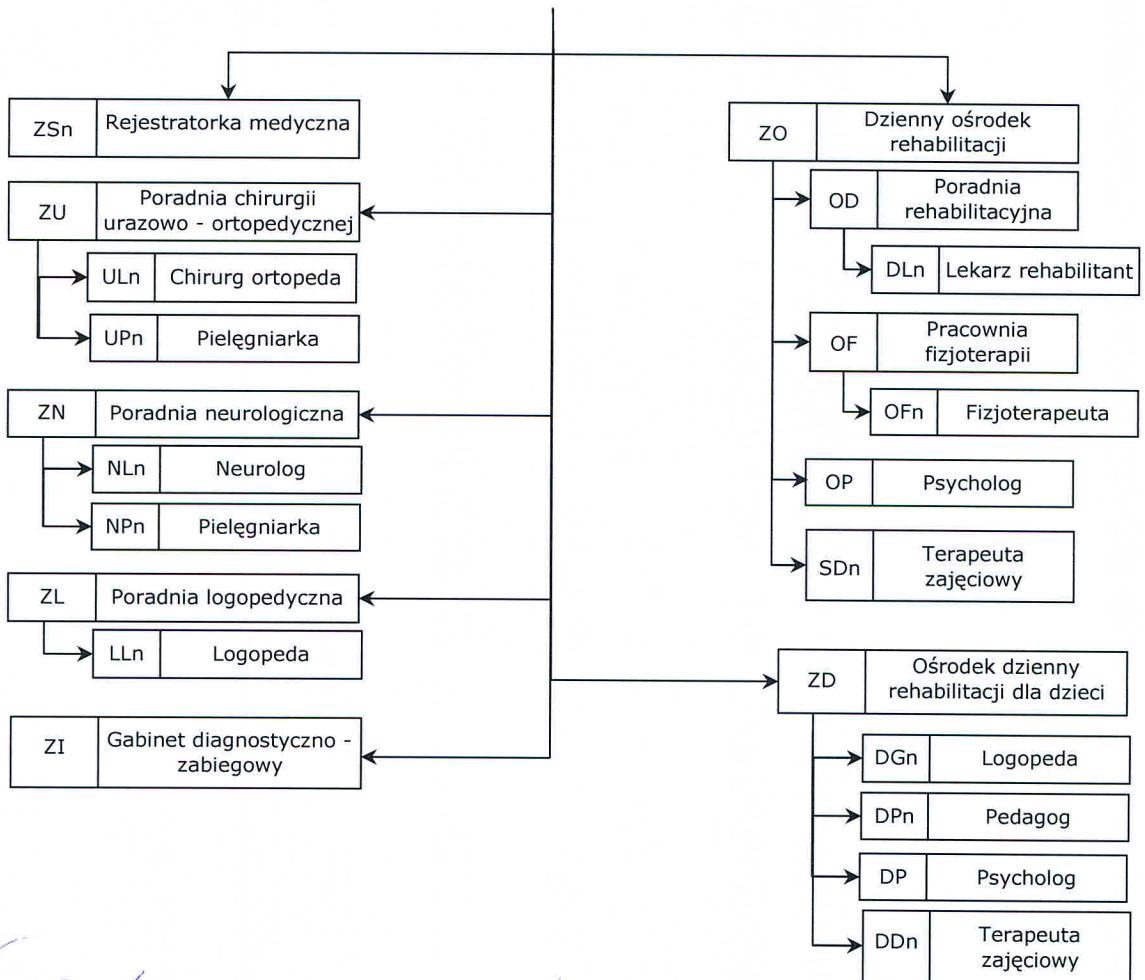 ZSn Rejestratorka medyczna
ZU Poradnia chirurgii
urazowo - ortopedycznej
ULn Chirurg ortopeda
UPn Pielęgniarka
ZN Poradnia neurologiczna
NLn Neurolog
NPn Pielęgniarka
ZL Poradnia logopedyczna
LLn Logopeda
ZI Gabinet diagnostyczno -
zabiegowy
ZO Dzienny ośrodek
rehabilitacji
OD Poradnia
rehabilitacyjna
DLn Lekarz rehabilitant
OF Pracownia
fizjoterapii
OFn Fizjoterapeuta
OP Psycholog
SDn Terapeuta
zajęciowy
ZD Ośrodek dzienny
rehabilitacji dla dzieci
DGn Logopeda
DPn Pedagog
DP Psycholog
DDn Terapeuta
zajęciowy